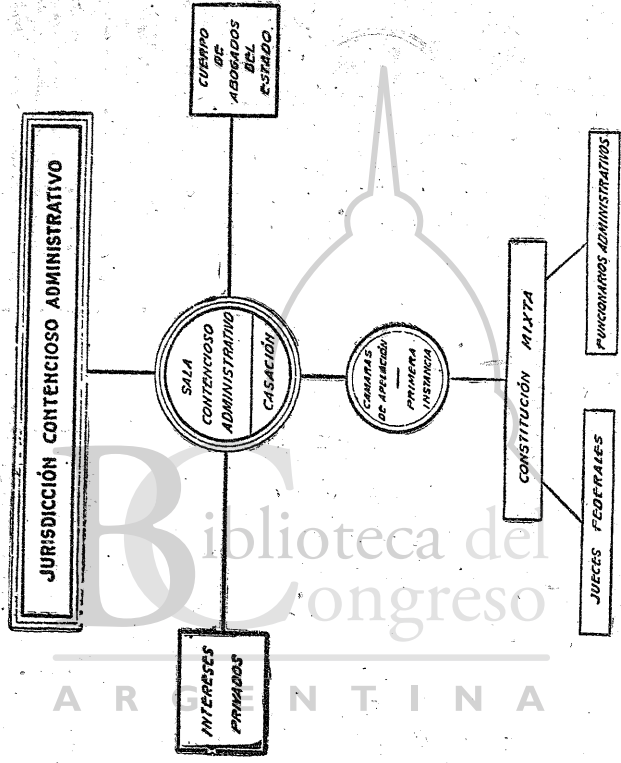 JURISDICCIÓN CONTENCIOSO ADMINISTRATIVO
INTERESES
PRIVADOS
SALA
CONTENCIOSO
ADMINISTRATIVO
CASACIÓN
CUERPO
DE
ABOGADOS
DEL
ESTADO
CAMARAS
DE APELACIÓN
—
PRIMERA
INSTANCIA
CONSTITUCIÓN MIXTA
JUECES FEDERALES
FUNCIONARIOS ADMINISTRATIVOS
Biblioteca del
Congreso
ARGENTINA